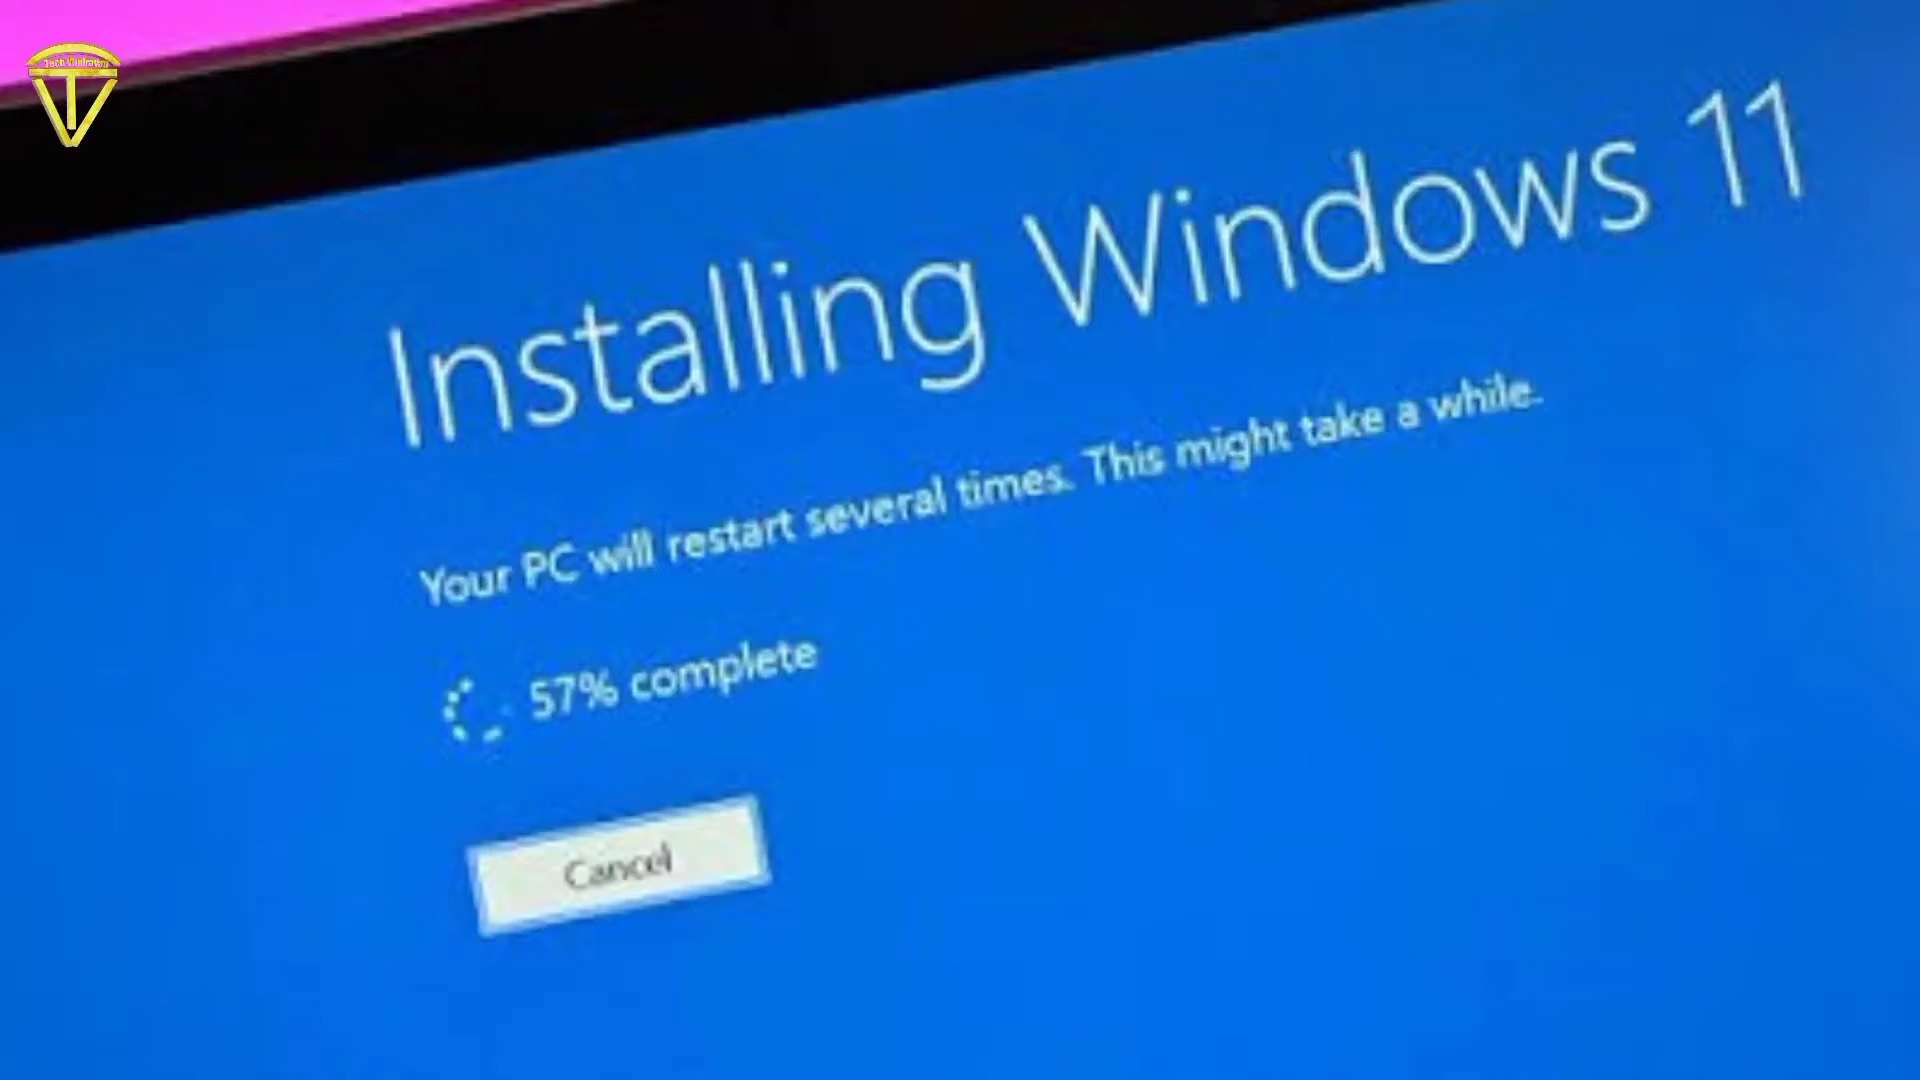 Installing Windows 11
Your PC will restart several times. This might take a while.
57% complete
Cancel